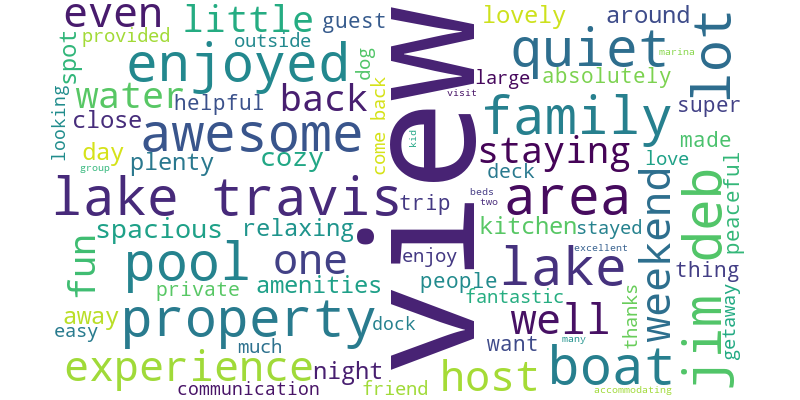 even
little
guest
view
lovely
around
lot
provided
outside
spot
enjoyed
dog
quiet
marina
water
helpful
back
come back
large
absolutely
visit
looking
close
awesome
family
super
kid
day
plenty
cozy
staying
made
love
group
deck
peaceful
lake travis
trip
beds
two
area
weekend
jim deb
spacious
relaxing
kitchen
stayed
fun
pool
one
enjoy
excellent
lake
thing
private
amenities
people
fantastic
away
property
dock
well
thanks
getaway
easy
much
want
many
experience
night
boat
host
communication
friend
accommodating